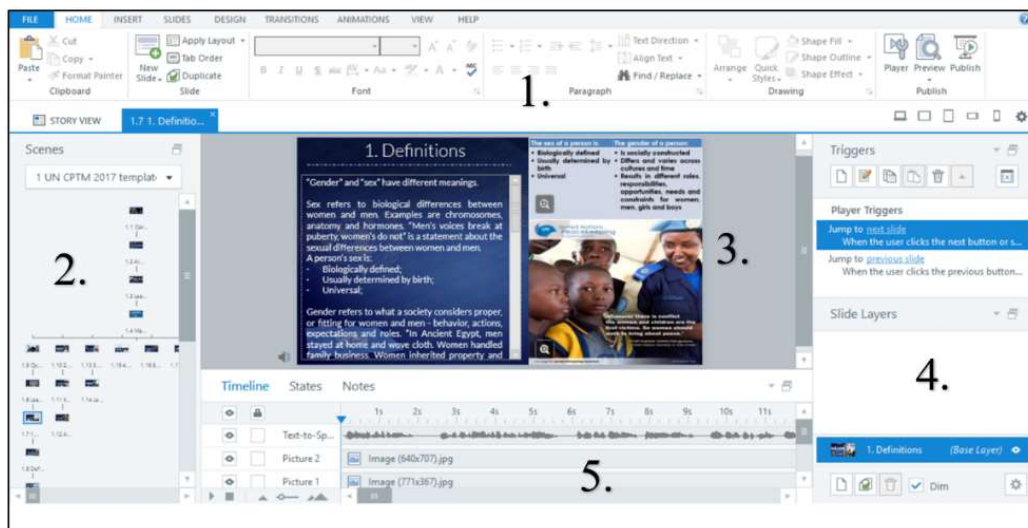 FILE HOME INSERT SLIDES DESIGN TRANSITIONS ANIMATIONS VIEW HELP
Cut
Copy
Format Painter
Paste
Clipboard
New Slide
Apply Layout
Tab Order
Duplicate
Slide
Font
Text Direction
Align Text
Find / Replace
Paragraph
Arrange
Quick Styles
Shape Fill
Shape Outline
Shape Effect
Drawing
Player Preview Publish
Publish
1.
STORY VIEW
1.7 1. Definitio...
Scenes
1 UN CPTM 2017 templat
2.
1. Definitions
"Gender" and "sex" have different meanings.
Sex refers to biological differences between
women and men. Examples are chromosomes,
anatomy and hormones. "Men's voices break at
puberty, women's do not" is a statement about the
sexual differences between women and men.
A person's sex is:
• Biologically defined;
• Usually determined by birth;
• Universal;
Gender refers to what a society considers proper,
or fitting for women and men - behavior, actions,
expectations and roles. "In Ancient Egypt, men
stayed at home and wove cloth. Women handled
family business. Women inherited property and
The sex of a person is:
• Biologically defined
• Usually determined by
birth
• Universal
The gender of a person:
• Is socially constructed
• Differs and varies across
cultures and time
• Results in different roles,
responsibilities,
opportunities, needs and
constraints for women,
men, girls and boys
3.
Triggers
Player Triggers
Jump to next slide
When the user clicks the next button or s...
Jump to previous slide
When the user clicks the previous button...
Slide Layers
4.
1. Definitions (Base Layer)
Dim
Timeline States Notes
1s 2s 3s 4s 5s 6s 7s 8s 9s 10s 11s
Text-to-Sp...
Picture 2 Image (640x707).jpg
Picture 1 Image (771x367).jpg
5.